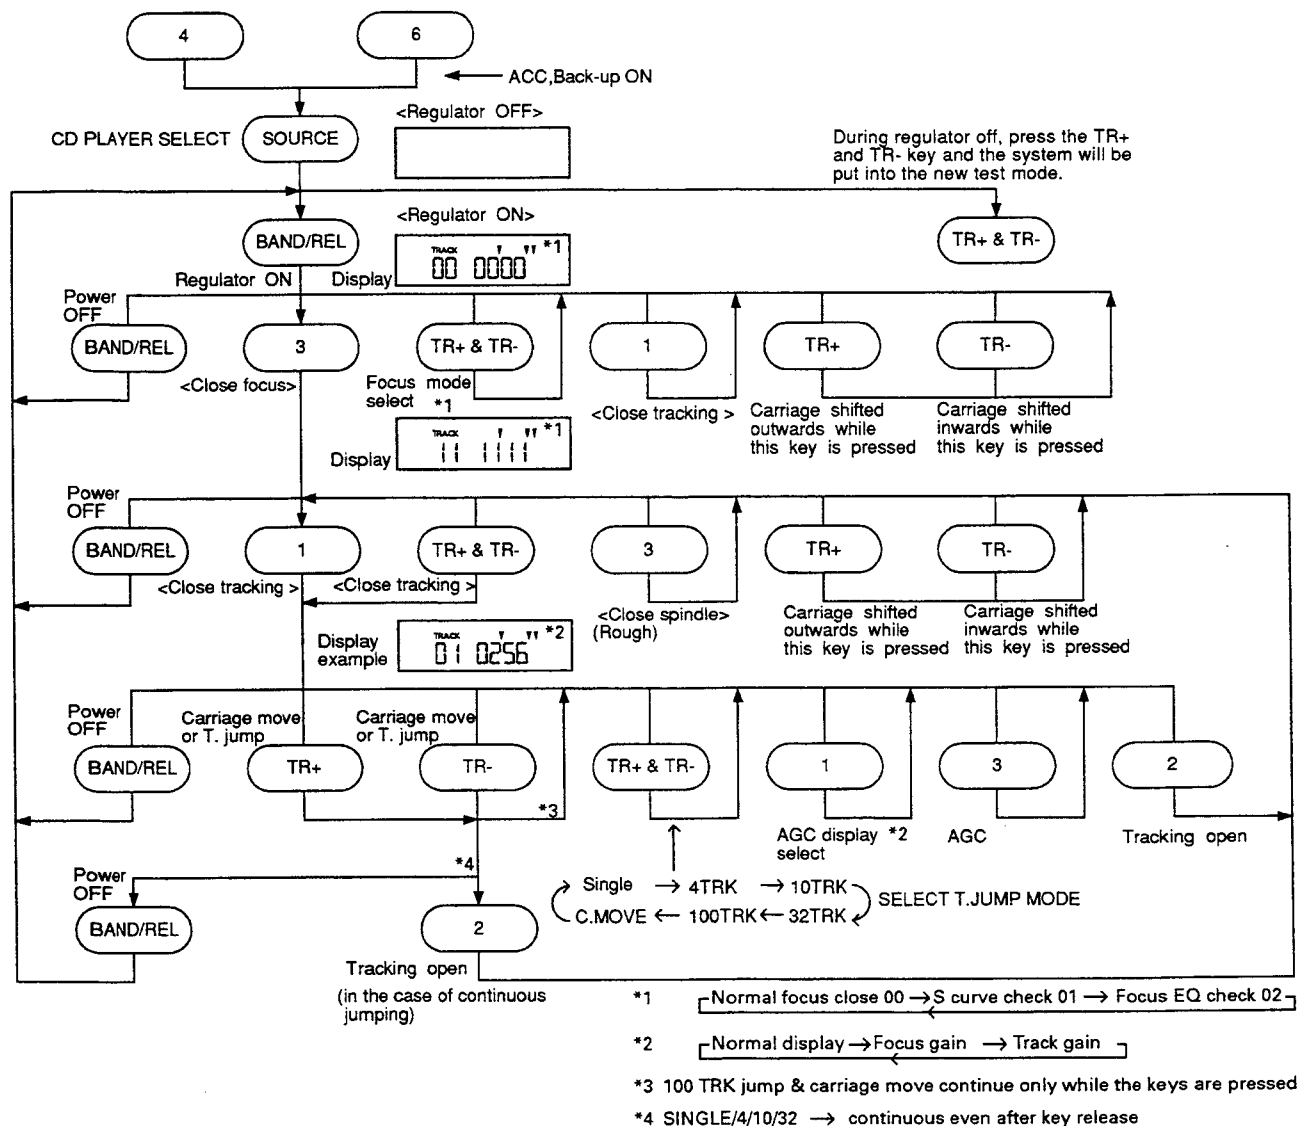 4
6
ACC,Back-up ON
<Regulator OFF>
CD PLAYER SELECT
SOURCE
During regulator off, press the TR+
and TR- key and the system will be
put into the new test mode.
<Regulator ON>
BAND/REL
TRACK
*1
00 0000
TR+ & TR-
Regulator ON
Display
Power
OFF
BAND/REL
3
TR+ & TR-
1
TR+
TR-
<Close focus>
Focus mode
select *1
<Close tracking >
Carriage shifted
outwards while
this key is pressed
Carriage shifted
inwards while
this key is pressed
Display
TRACK
*1
11 1111
Power
OFF
BAND/REL
1
TR+ & TR-
3
TR+
TR-
<Close tracking >
<Close tracking >
<Close spindle>
(Rough)
Carriage shifted
outwards while
this key is pressed
Carriage shifted
inwards while
this key is pressed
Display
example
TRACK
*2
01 0256
Power
OFF
Carriage move
or T. jump
Carriage move
or T. jump
BAND/REL
TR+
TR-
TR+ & TR-
1
3
2
*3
AGC display *2
select
AGC
Tracking open
*4
Power
OFF
BAND/REL
2
Single → 4TRK → 10TRK
C.MOVE ← 100TRK ← 32TRK
SELECT T.JUMP MODE
Tracking open
(in the case of continuous
jumping)
*1 Normal focus close 00 → S curve check 01 → Focus EQ check 02
*2 Normal display → Focus gain → Track gain
*3 100 TRK jump & carriage move continue only while the keys are pressed
*4 SINGLE/4/10/32 → continuous even after key release